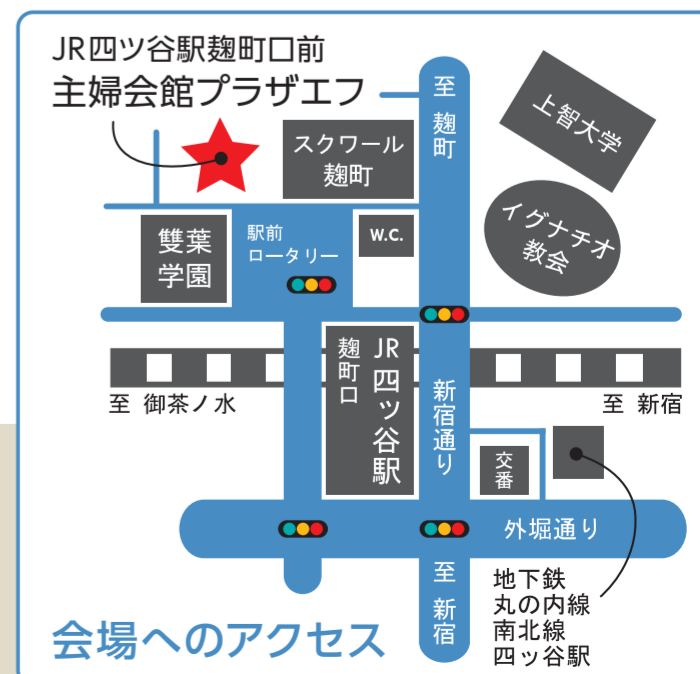 JR四ツ谷駅麹町口前
主婦会館プラザエフ
至 麹町
上智大学
スクワール
麹町
イグナチオ
教会
雙葉
学園
駅前
ロータリー
W.C.
麹町口
JR四ッ谷駅
新宿通り
至 御茶ノ水
至 新宿
交番
外堀通り
至 新宿
地下鉄
丸の内線
南北線
四ッ谷駅
会場へのアクセス